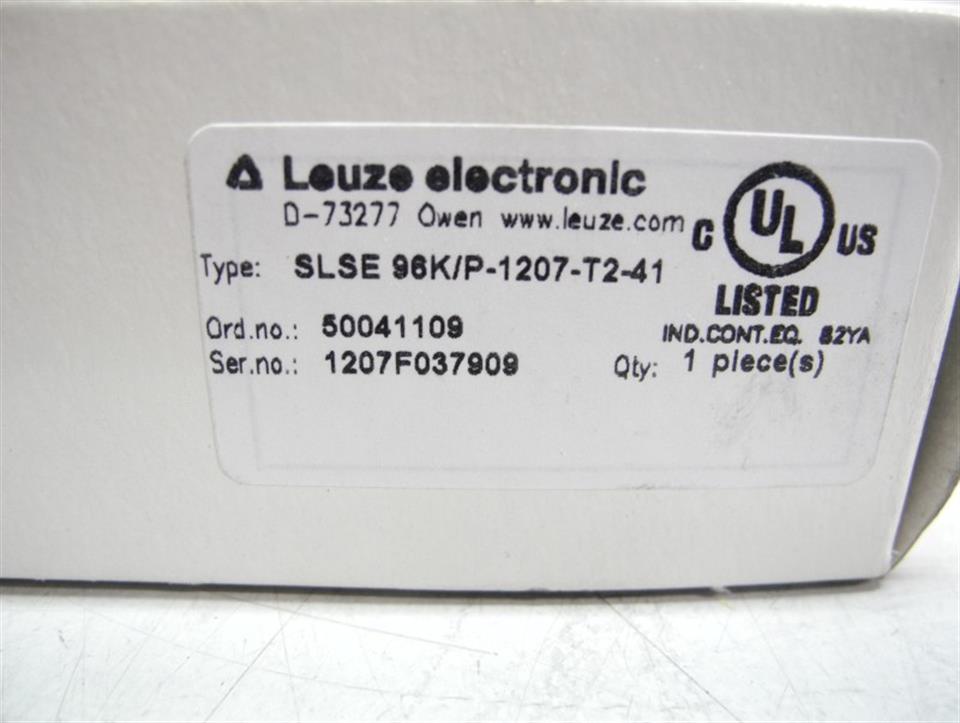 Leuze electronic
D-73277 Owen www.leuze.com
C UL US
LISTED
IND.CONT.EQ. 82YA
Type: SLSE 96K/P-1207-T2-41
Ord.no.: 50041109
Ser.no.: 1207F037909
Qty: 1 piece(s)